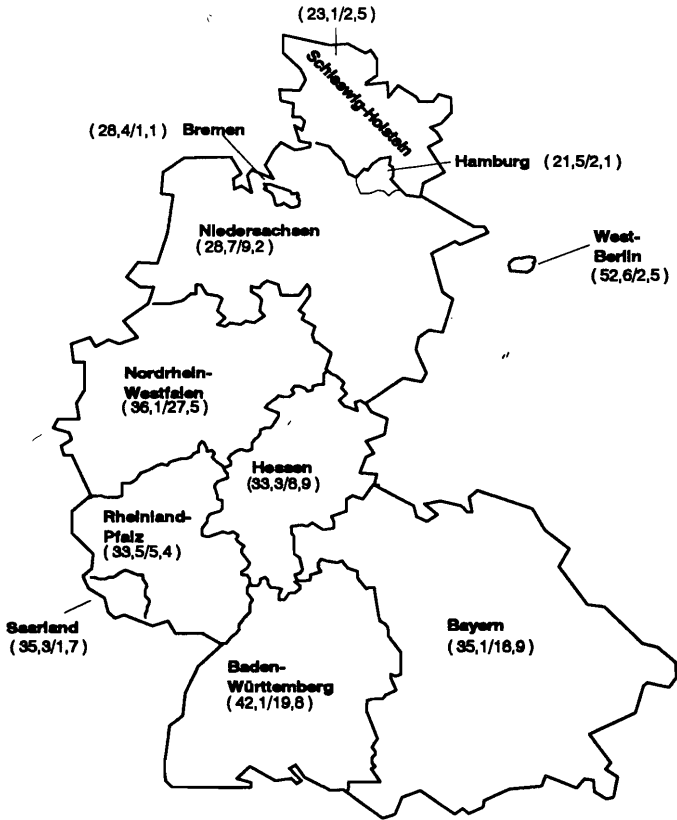 ( 23,1/2,5)
Schleswig-Holstein
( 28,4/1,1 ) Bremen
Hamburg ( 21,5/2,1 )
Niedersachsen
( 28,7/9,2 )
West-
Berlin
( 52,6/2,5 )
Nordrhein-
Westfalen
( 36,1/27,5 )
Hessen
(33,3/8,9 )
Rheinland-
Pfalz
( 33,5/5,4 )
Saarland
( 35,3/1,7 )
Bayern
( 35,1/18,9 )
Baden-
Württemberg
( 42,1/19,8 )